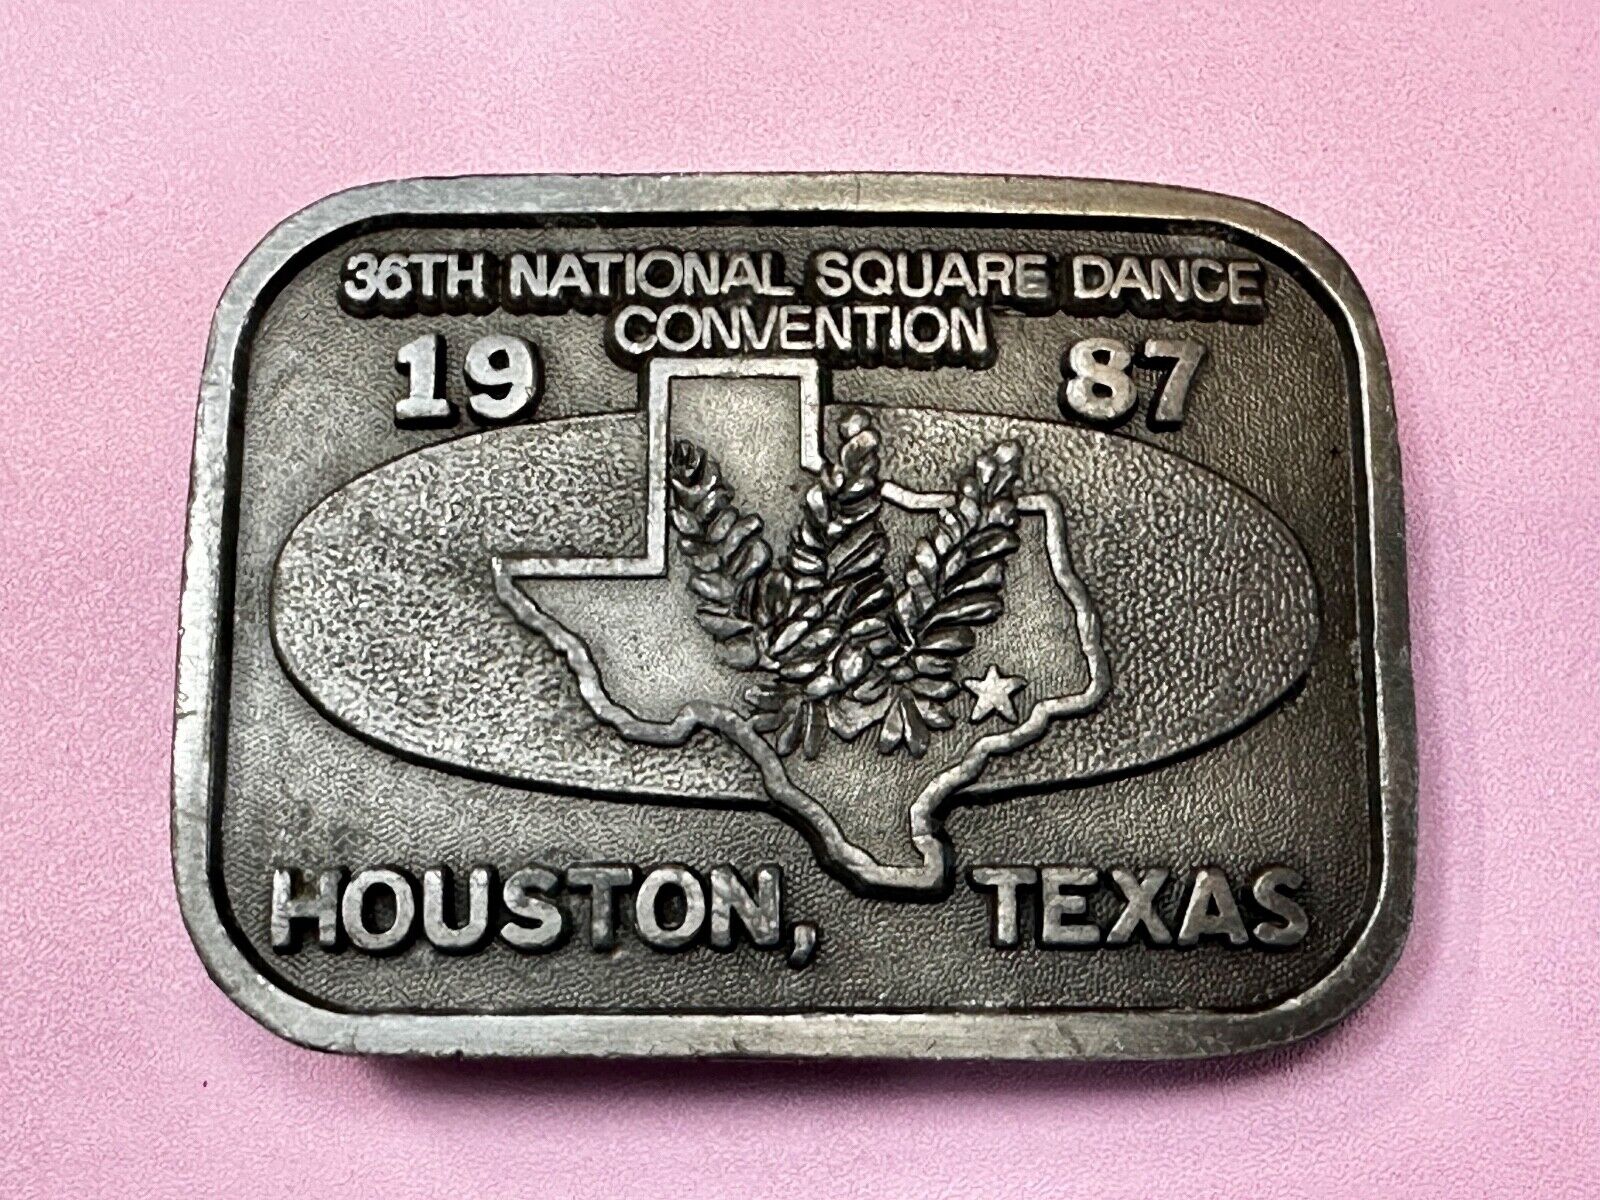 36TH NATIONAL SQUARE DANCE
CONVENTION
19 87
HOUSTON, TEXAS